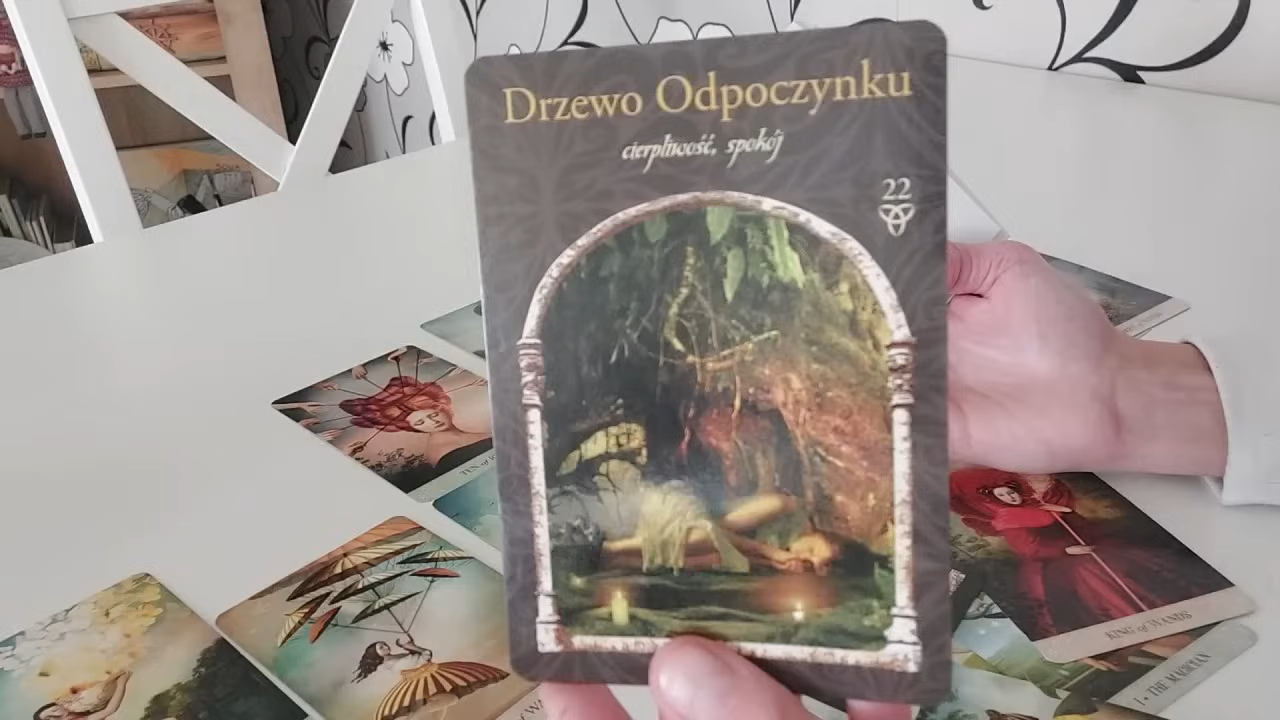 Drzewo Odpoczynku
cierpliwość, spokój
22
KING of WANDS
I • THE MAGICIAN